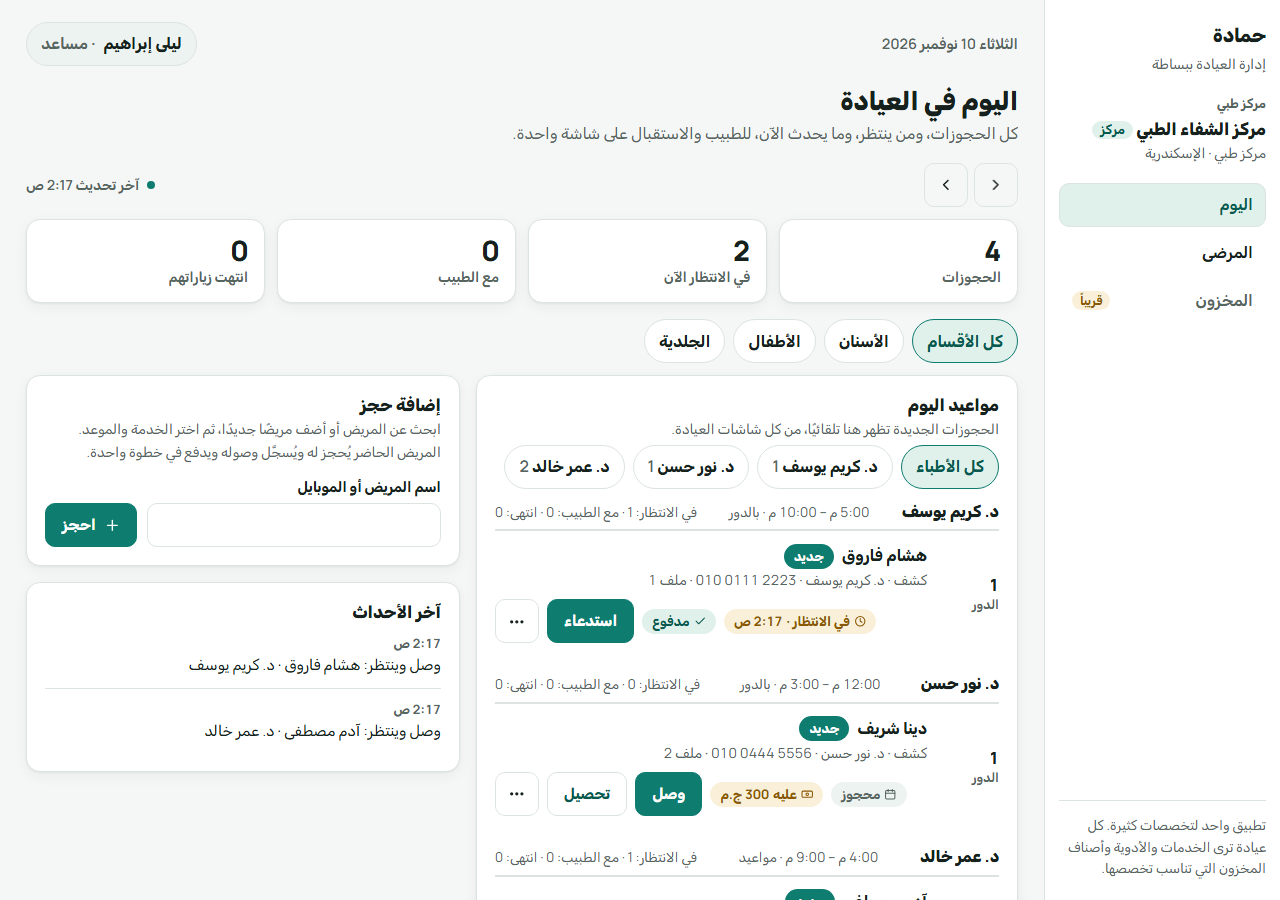 حمادة
إدارة العيادة ببساطة
مركز طبي
مركز الشفاء الطبي مركز
مركز طبي · الإسكندرية
اليوم
المرضى
المخزون قريباً
تطبيق واحد لتخصصات كثيرة. كل
عيادة ترى الخدمات والأدوية وأصناف
المخزون التي تناسب تخصصها.
الثلاثاء 10 نوفمبر 2026
ليلى إبراهيم · مساعد
اليوم في العيادة
كل الحجوزات، ومن ينتظر، وما يحدث الآن، للطبيب والاستقبال على شاشة واحدة.
آخر تحديث 2:17 ص
4
الحجوزات
2
في الانتظار الآن
0
مع الطبيب
0
انتهت زياراتهم
كل الأقسام
الأسنان
الأطفال
الجلدية
مواعيد اليوم
الحجوزات الجديدة تظهر هنا تلقائيًا، من كل شاشات العيادة.
كل الأطباء
د. كريم يوسف 1
د. نور حسن 1
د. عمر خالد 2
د. كريم يوسف 5:00 م – 10:00 م · بالدور في الانتظار: 1 · مع الطبيب: 0 · انتهى: 0
1
الدور
هشام فاروق جديد
كشف · د. كريم يوسف · 2223 0111 010 · ملف 1
في الانتظار · 2:17 ص
مدفوع
استدعاء
د. نور حسن 12:00 م – 3:00 م · بالدور في الانتظار: 0 · مع الطبيب: 0 · انتهى: 0
1
الدور
دينا شريف جديد
كشف · د. نور حسن · 5556 0444 010 · ملف 2
محجوز
عليه 300 ج.م
وصل
تحصيل
د. عمر خالد 4:00 م – 9:00 م · مواعيد في الانتظار: 1 · مع الطبيب: 0 · انتهى: 0
إضافة حجز
ابحث عن المريض أو أضف مريضًا جديدًا، ثم اختر الخدمة والموعد.
المريض الحاضر يُحجز له ويُسجَّل وصوله ويدفع في خطوة واحدة.
اسم المريض أو الموبايل
احجز
آخر الأحداث
2:17 ص
وصل وينتظر: هشام فاروق · د. كريم يوسف
2:17 ص
وصل وينتظر: آدم مصطفى · د. عمر خالد